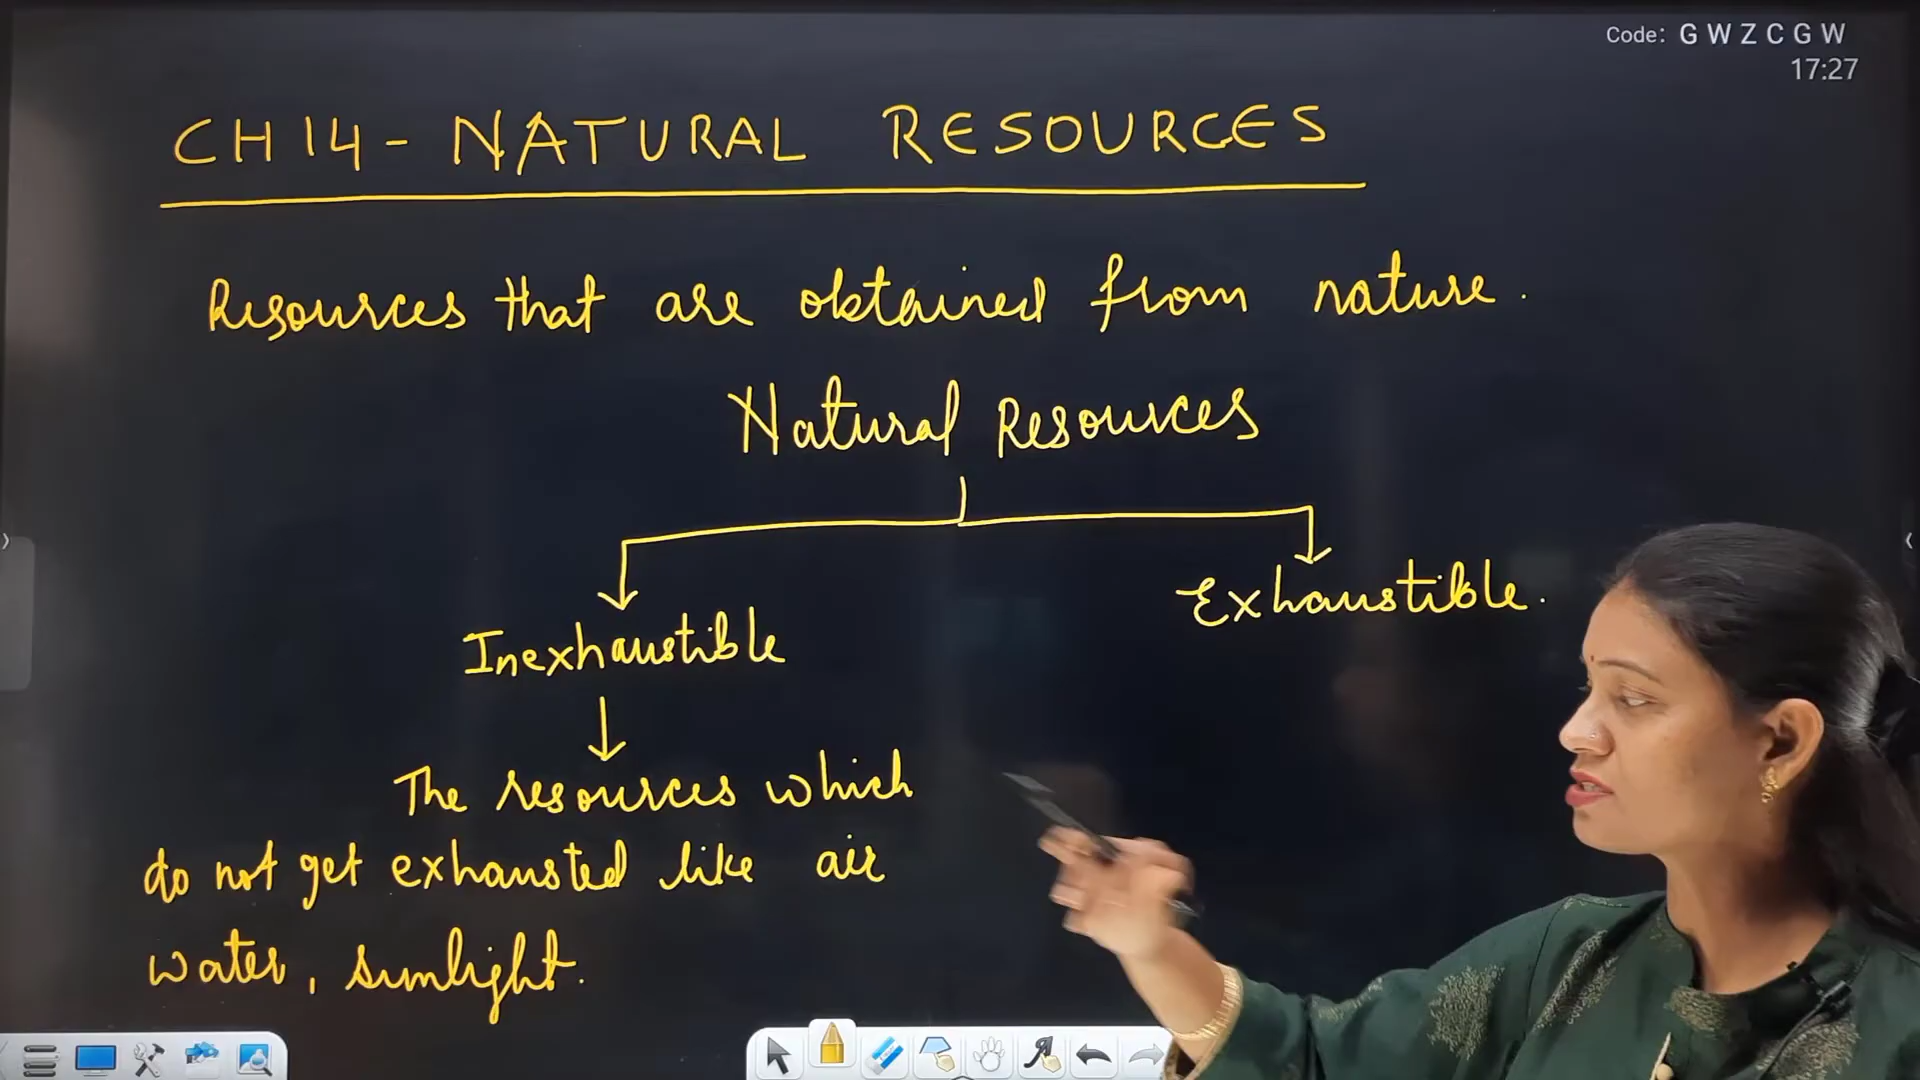 Code: GWZCGW
17:27
CH 14 - NATURAL RESOURCES
Resources that are obtained from nature.
Natural Resources
Exhaustible.
Inexhaustible
The resources which
do not get exhausted like air
water, sunlight.